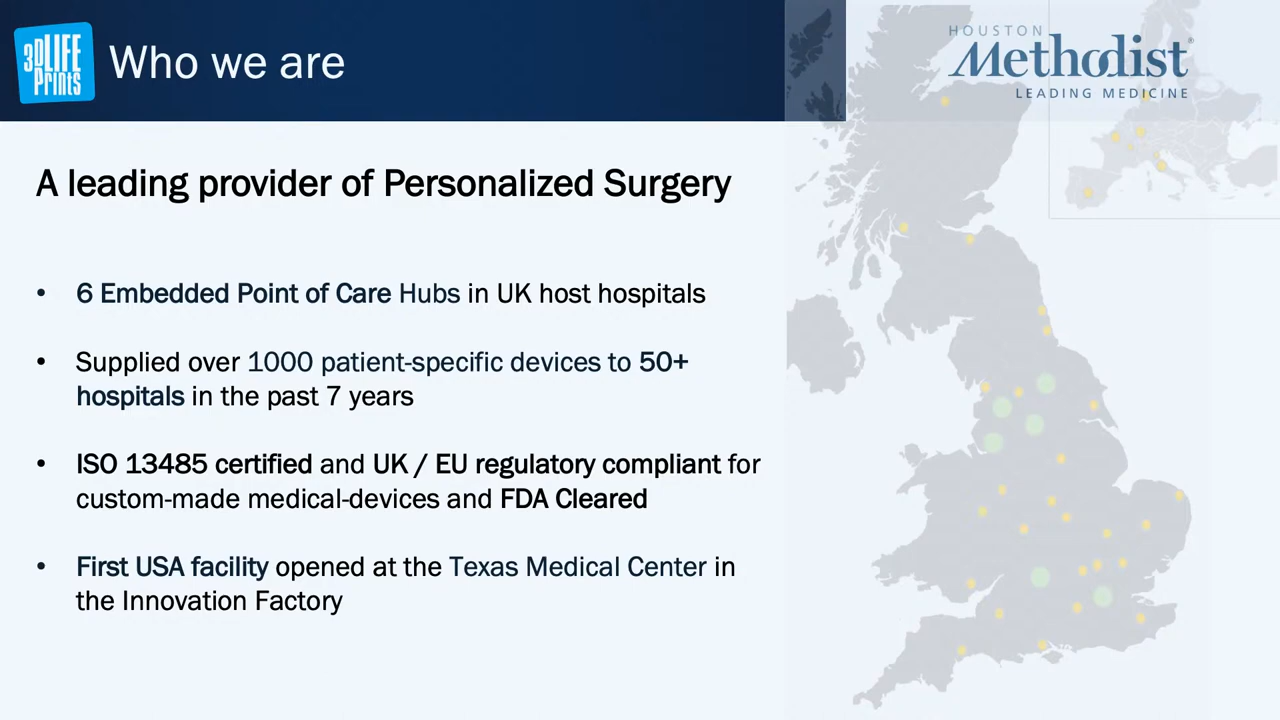 3DLIFE
Prints
Who we are
HOUSTON
Methodist®
LEADING MEDICINE
A leading provider of Personalized Surgery
• 6 Embedded Point of Care Hubs in UK host hospitals
• Supplied over 1000 patient-specific devices to 50+
hospitals in the past 7 years
• ISO 13485 certified and UK / EU regulatory compliant for
custom-made medical-devices and FDA Cleared
• First USA facility opened at the Texas Medical Center in
the Innovation Factory